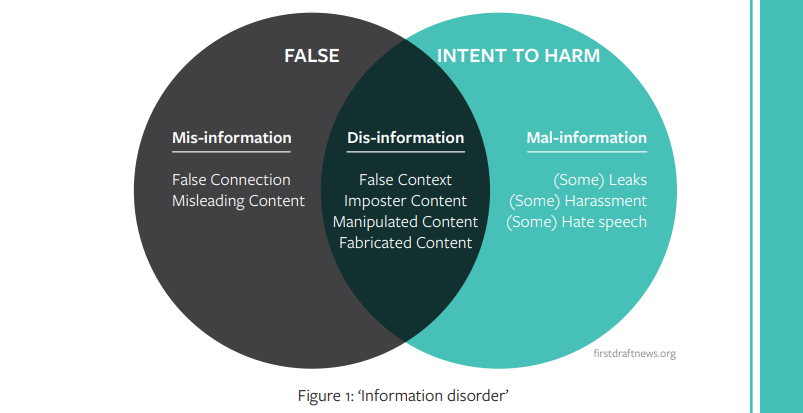 FALSE
INTENT TO HARM
Mis-information
False Connection
Misleading Content
Dis-information
False Context
Imposter Content
Manipulated Content
Fabricated Content
Mal-information
(Some) Leaks
(Some) Harassment
(Some) Hate speech
firstdraftnews.org
Figure 1: ‘Information disorder’